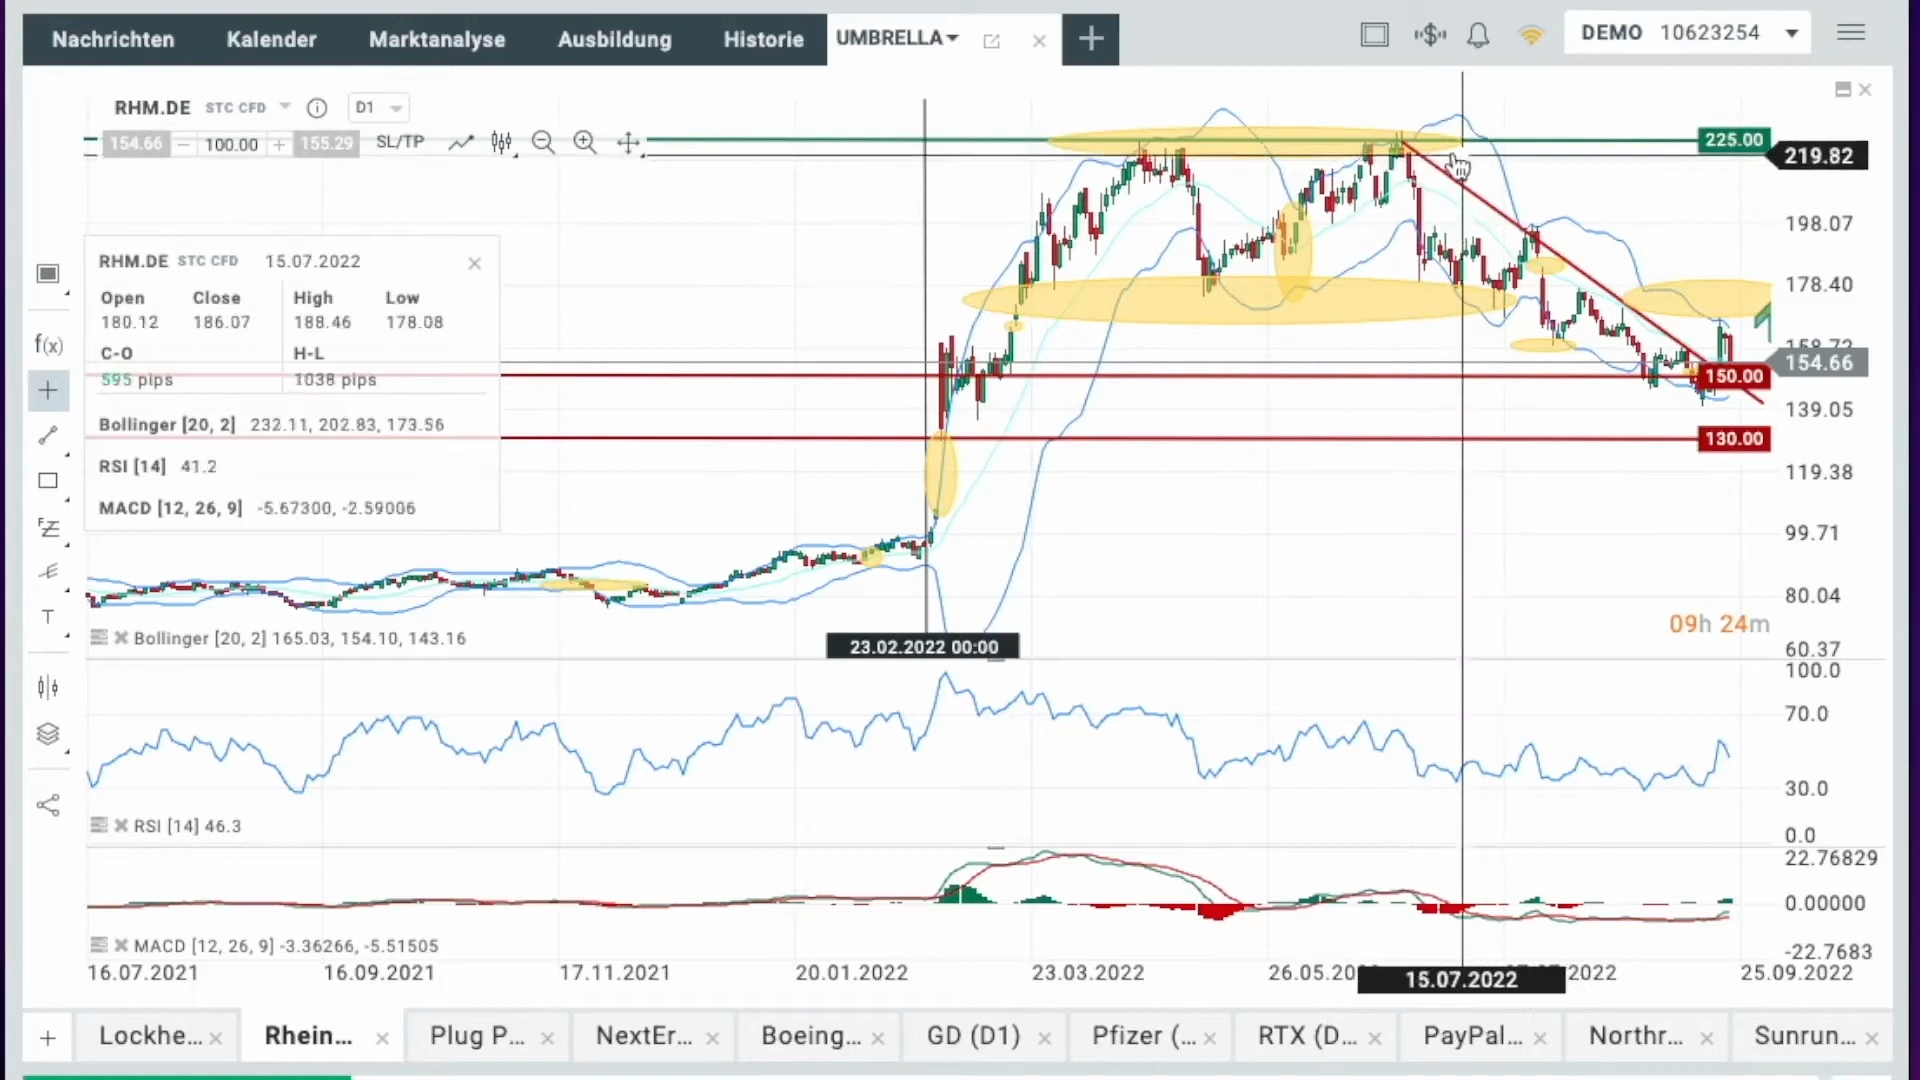 Nachrichten Kalender Marktanalyse Ausbildung Historie UMBRELLA DEMO 10623254
RHM.DE STC CFD D1
154.66 100.00 155.29 SL/TP
225.00
219.82
198.07
178.40
154.66
150.00
139.05
130.00
119.38
99.71
80.04
60.37
RHM.DE STC CFD 15.07.2022
Open Close High Low
180.12 186.07 188.46 178.08
C-O H-L
595 pips 1038 pips
Bollinger [20, 2] 232.11, 202.83, 173.56
RSI [14] 41.2
MACD [12, 26, 9] -5.67300, -2.59006
f(x)
T
09h 24m
Bollinger [20, 2] 165.03, 154.10, 143.16
23.02.2022 00:00
100.0
70.0
30.0
0.0
RSI [14] 46.3
22.76829
0.00000
-22.7683
MACD [12, 26, 9] -3.36266, -5.51505
16.07.2021 16.09.2021 17.11.2021 20.01.2022 23.03.2022 26.05. 15.07.2022 2022 25.09.2022
Lockhe... Rhein... Plug P... NextEr... Boeing... GD (D1) Pfizer (... RTX (D... PayPal... Northr... Sunrun...